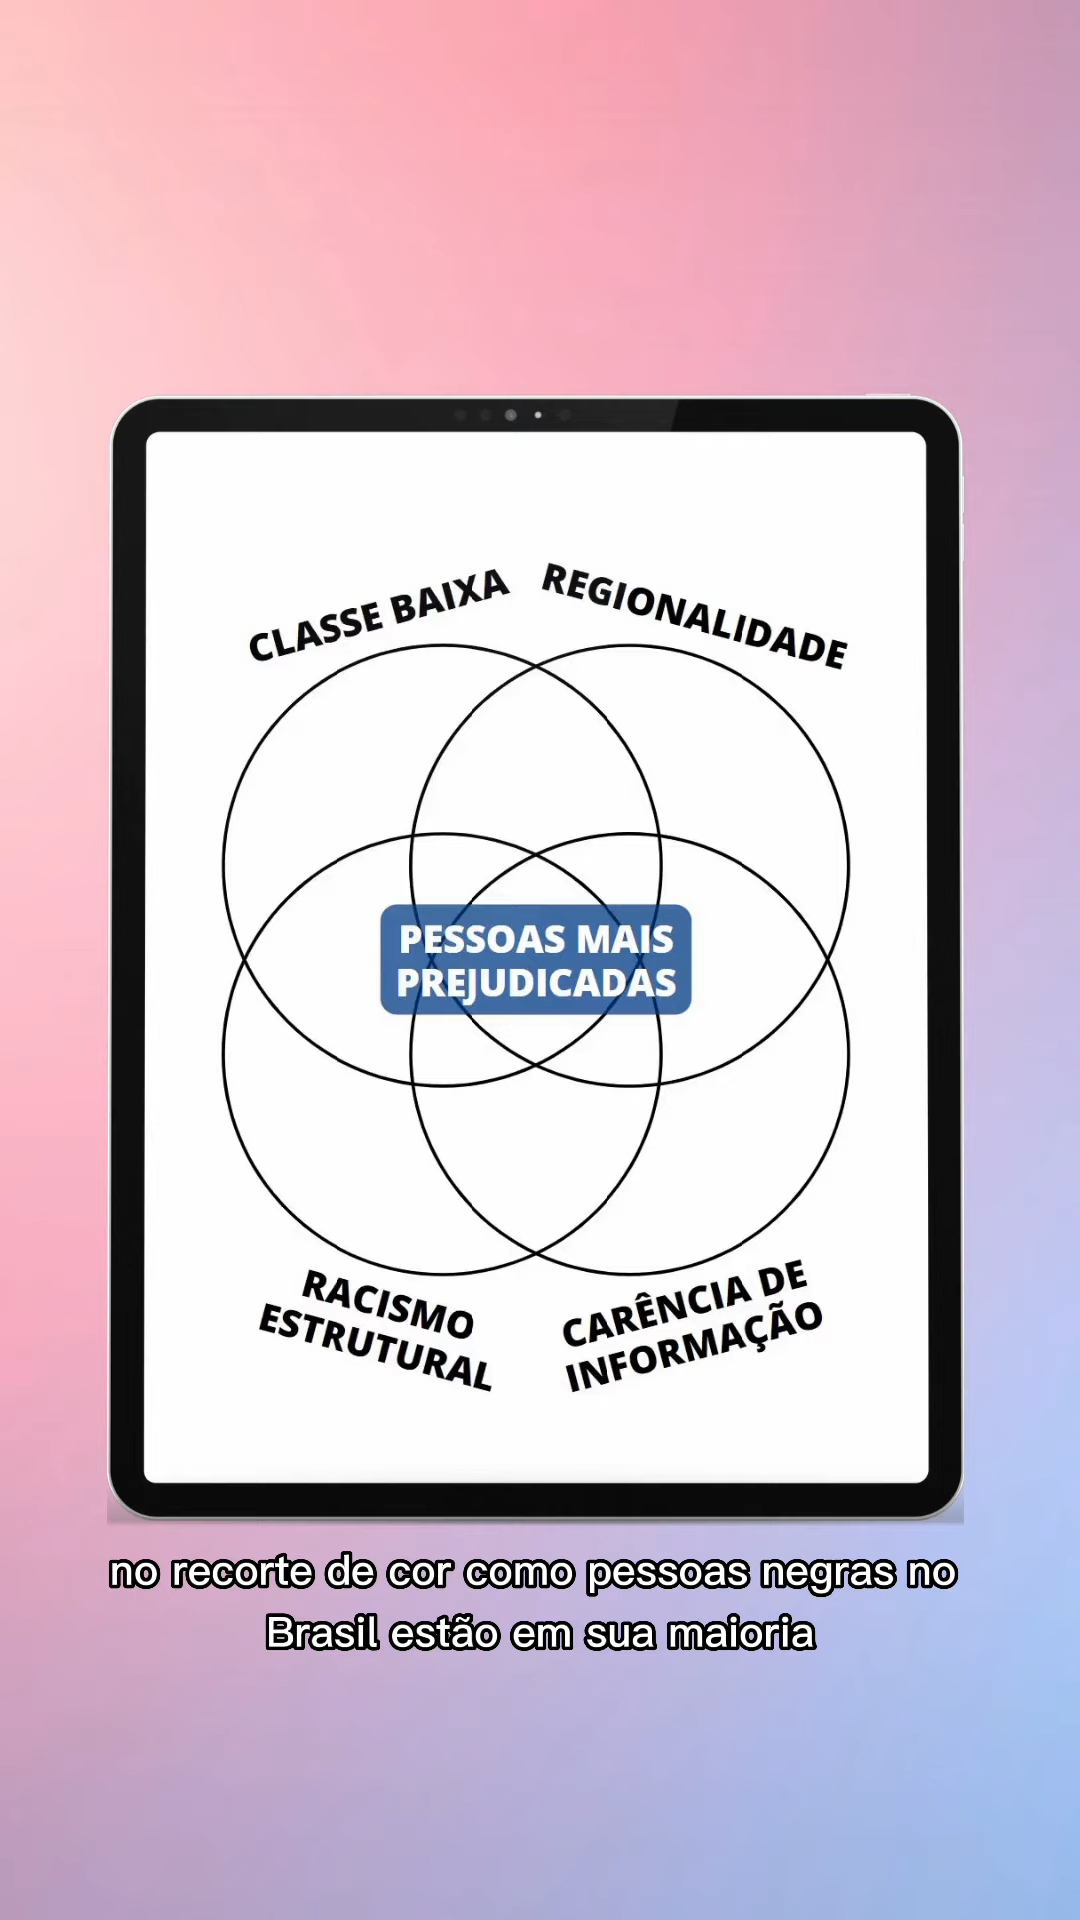 CLASSE BAIXA
REGIONALIDADE
PESSOAS MAIS
PREJUDICADAS
RACISMO
ESTRUTURAL
CARÊNCIA DE
INFORMAÇÃO
no recorte de cor como pessoas negras no
Brasil estão em sua maioria